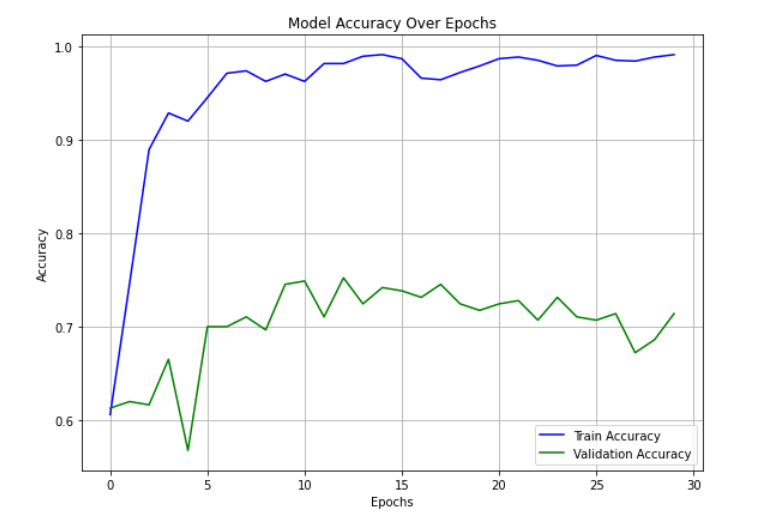 Model Accuracy Over Epochs
1.0
0.9
0.8
0.7
0.6
Accuracy
0 5 10 15 20 25 30
Epochs
Train Accuracy
Validation Accuracy